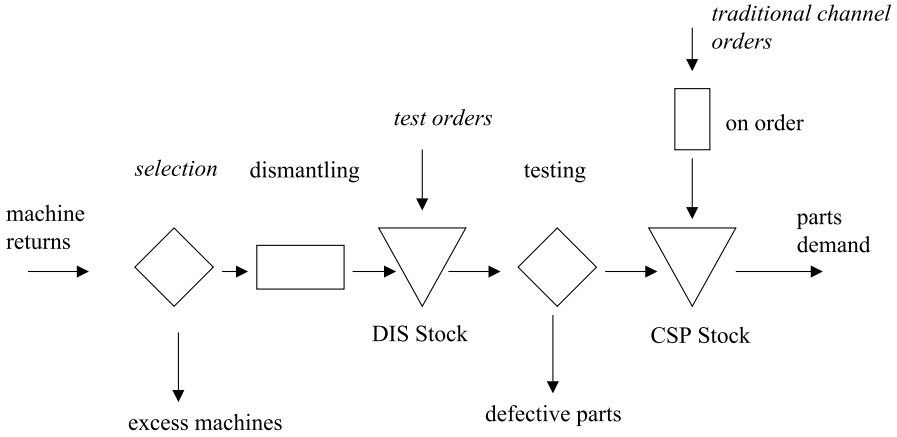 traditional channel
orders
on order
test orders
selection
dismantling
testing
machine
returns
parts
demand
DIS Stock
CSP Stock
excess machines
defective parts